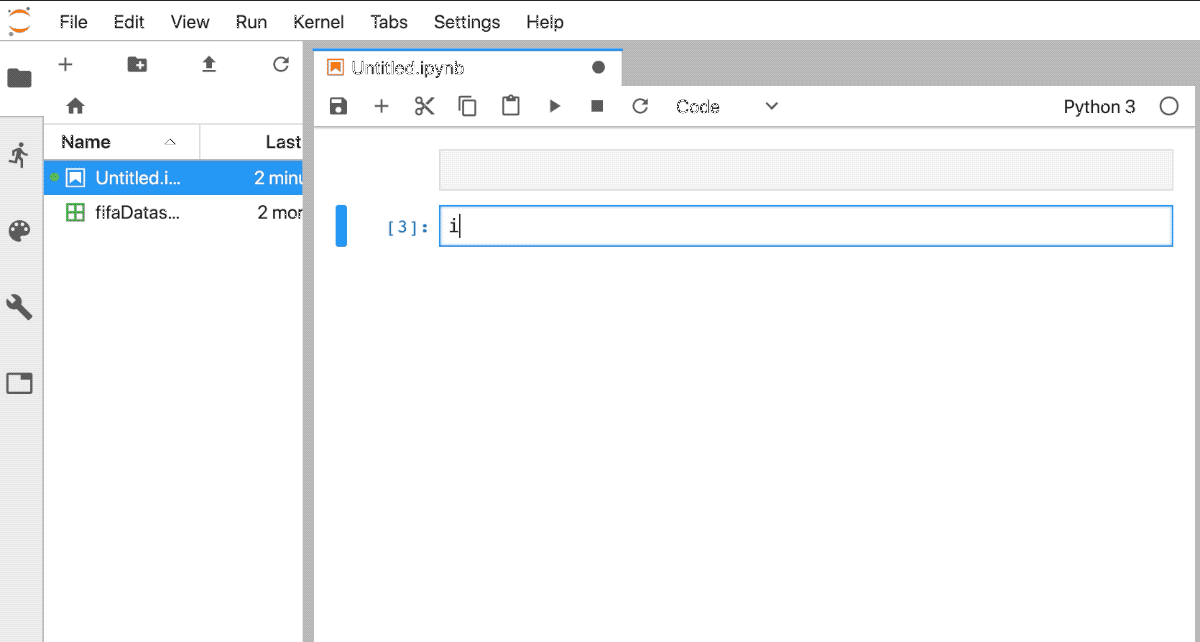 File Edit View Run Kernel Tabs Settings Help
Untitled.ipynb
Code
Python 3
Name Last
Untitled.i... 2 minu
fifaDatas... 2 mor
[3]: i